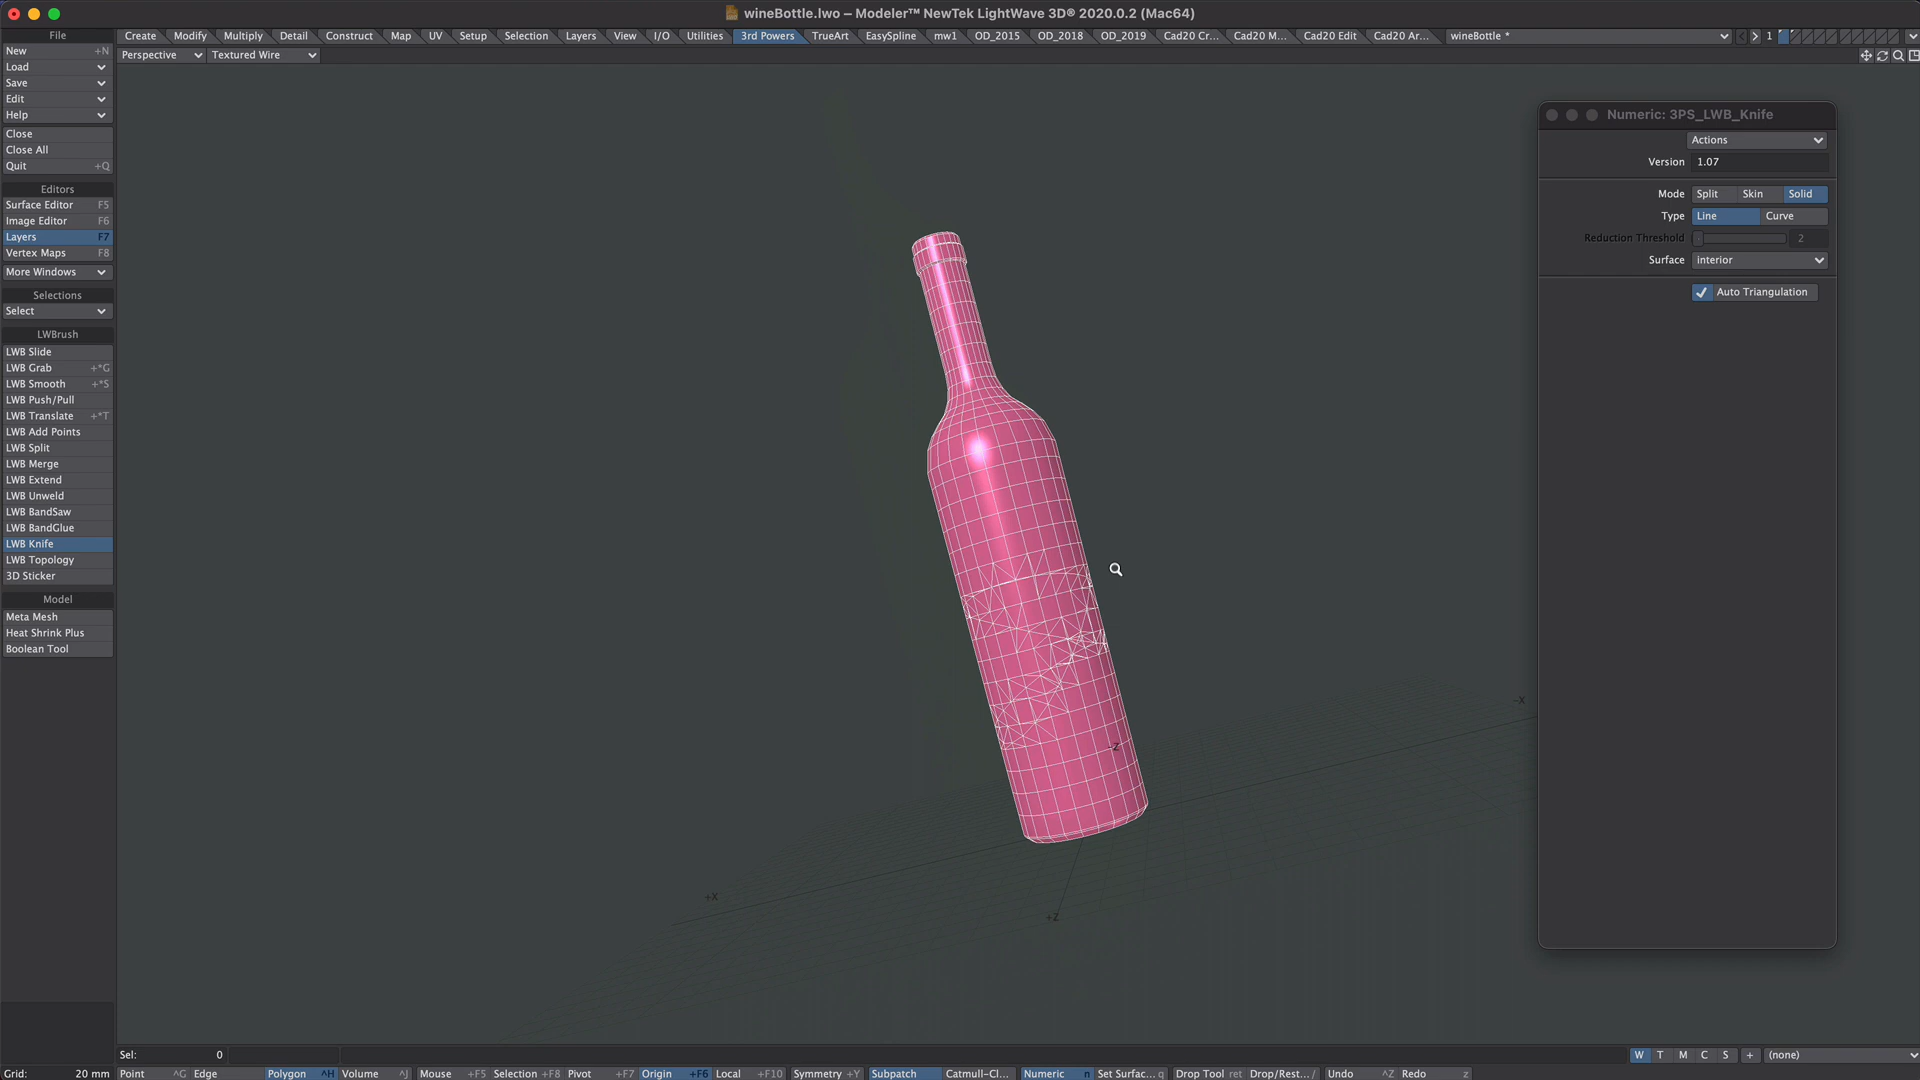 wineBottle.lwo – Modeler™ NewTek LightWave 3D® 2020.0.2 (Mac64)
File
Create Modify Multiply Detail Construct Map UV Setup Selection Layers View I/O Utilities 3rd Powers TrueArt EasySpline mw1 OD_2015 OD_2018 OD_2019 Cad20 Cr... Cad20 M... Cad20 Edit Cad20 Ar... wineBottle * 1
Perspective Textured Wire
New +N
Load
Save
Edit
Help
Close
Close All
Quit +Q
Editors
Surface Editor F5
Image Editor F6
Layers F7
Vertex Maps F8
More Windows
Selections
Select
LWBrush
LWB Slide
LWB Grab +*G
LWB Smooth +*S
LWB Push/Pull
LWB Translate +*T
LWB Add Points
LWB Split
LWB Merge
LWB Extend
LWB Unweld
LWB BandSaw
LWB BandGlue
LWB Knife
LWB Topology
3D Sticker
Model
Meta Mesh
Heat Shrink Plus
Boolean Tool
Numeric: 3PS_LWB_Knife
Actions
Version 1.07
Mode Split Skin Solid
Type Line Curve
Reduction Threshold 2
Surface interior
Auto Triangulation
-X
-Z
+X
+Z
Sel: 0
W T M C S + (none)
Grid: 20 mm Point ^G Edge Polygon ^H Volume ^J Mouse +F5 Selection +F8 Pivot +F7 Origin +F6 Local +F10 Symmetry +Y Subpatch Catmull-Cl... Numeric n Set Surfac... q Drop Tool ret Drop/Rest... / Undo ^Z Redo z